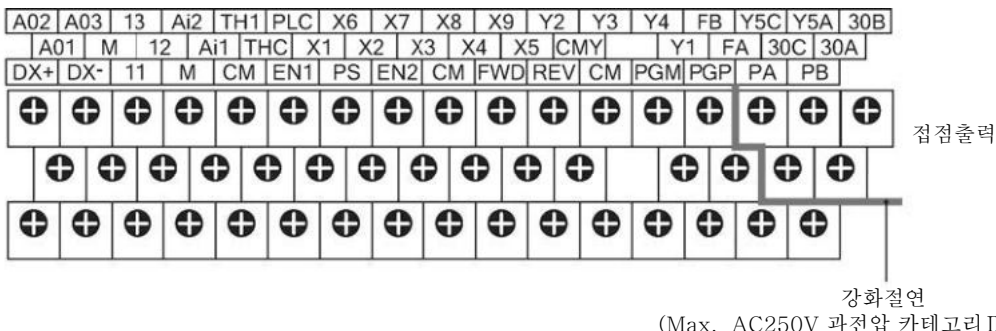 A02 A03 13 Ai2 TH1 PLC X6 X7 X8 X9 Y2 Y3 Y4 FB Y5C Y5A 30B
A01 M 12 Ai1 THC X1 X2 X3 X4 X5 CMY Y1 FA 30C 30A
DX+ DX- 11 M CM EN1 PS EN2 CM FWD REV CM PGM PGP PA PB
접점출력
강화절연
(Max. AC250V 과전압 카테고리